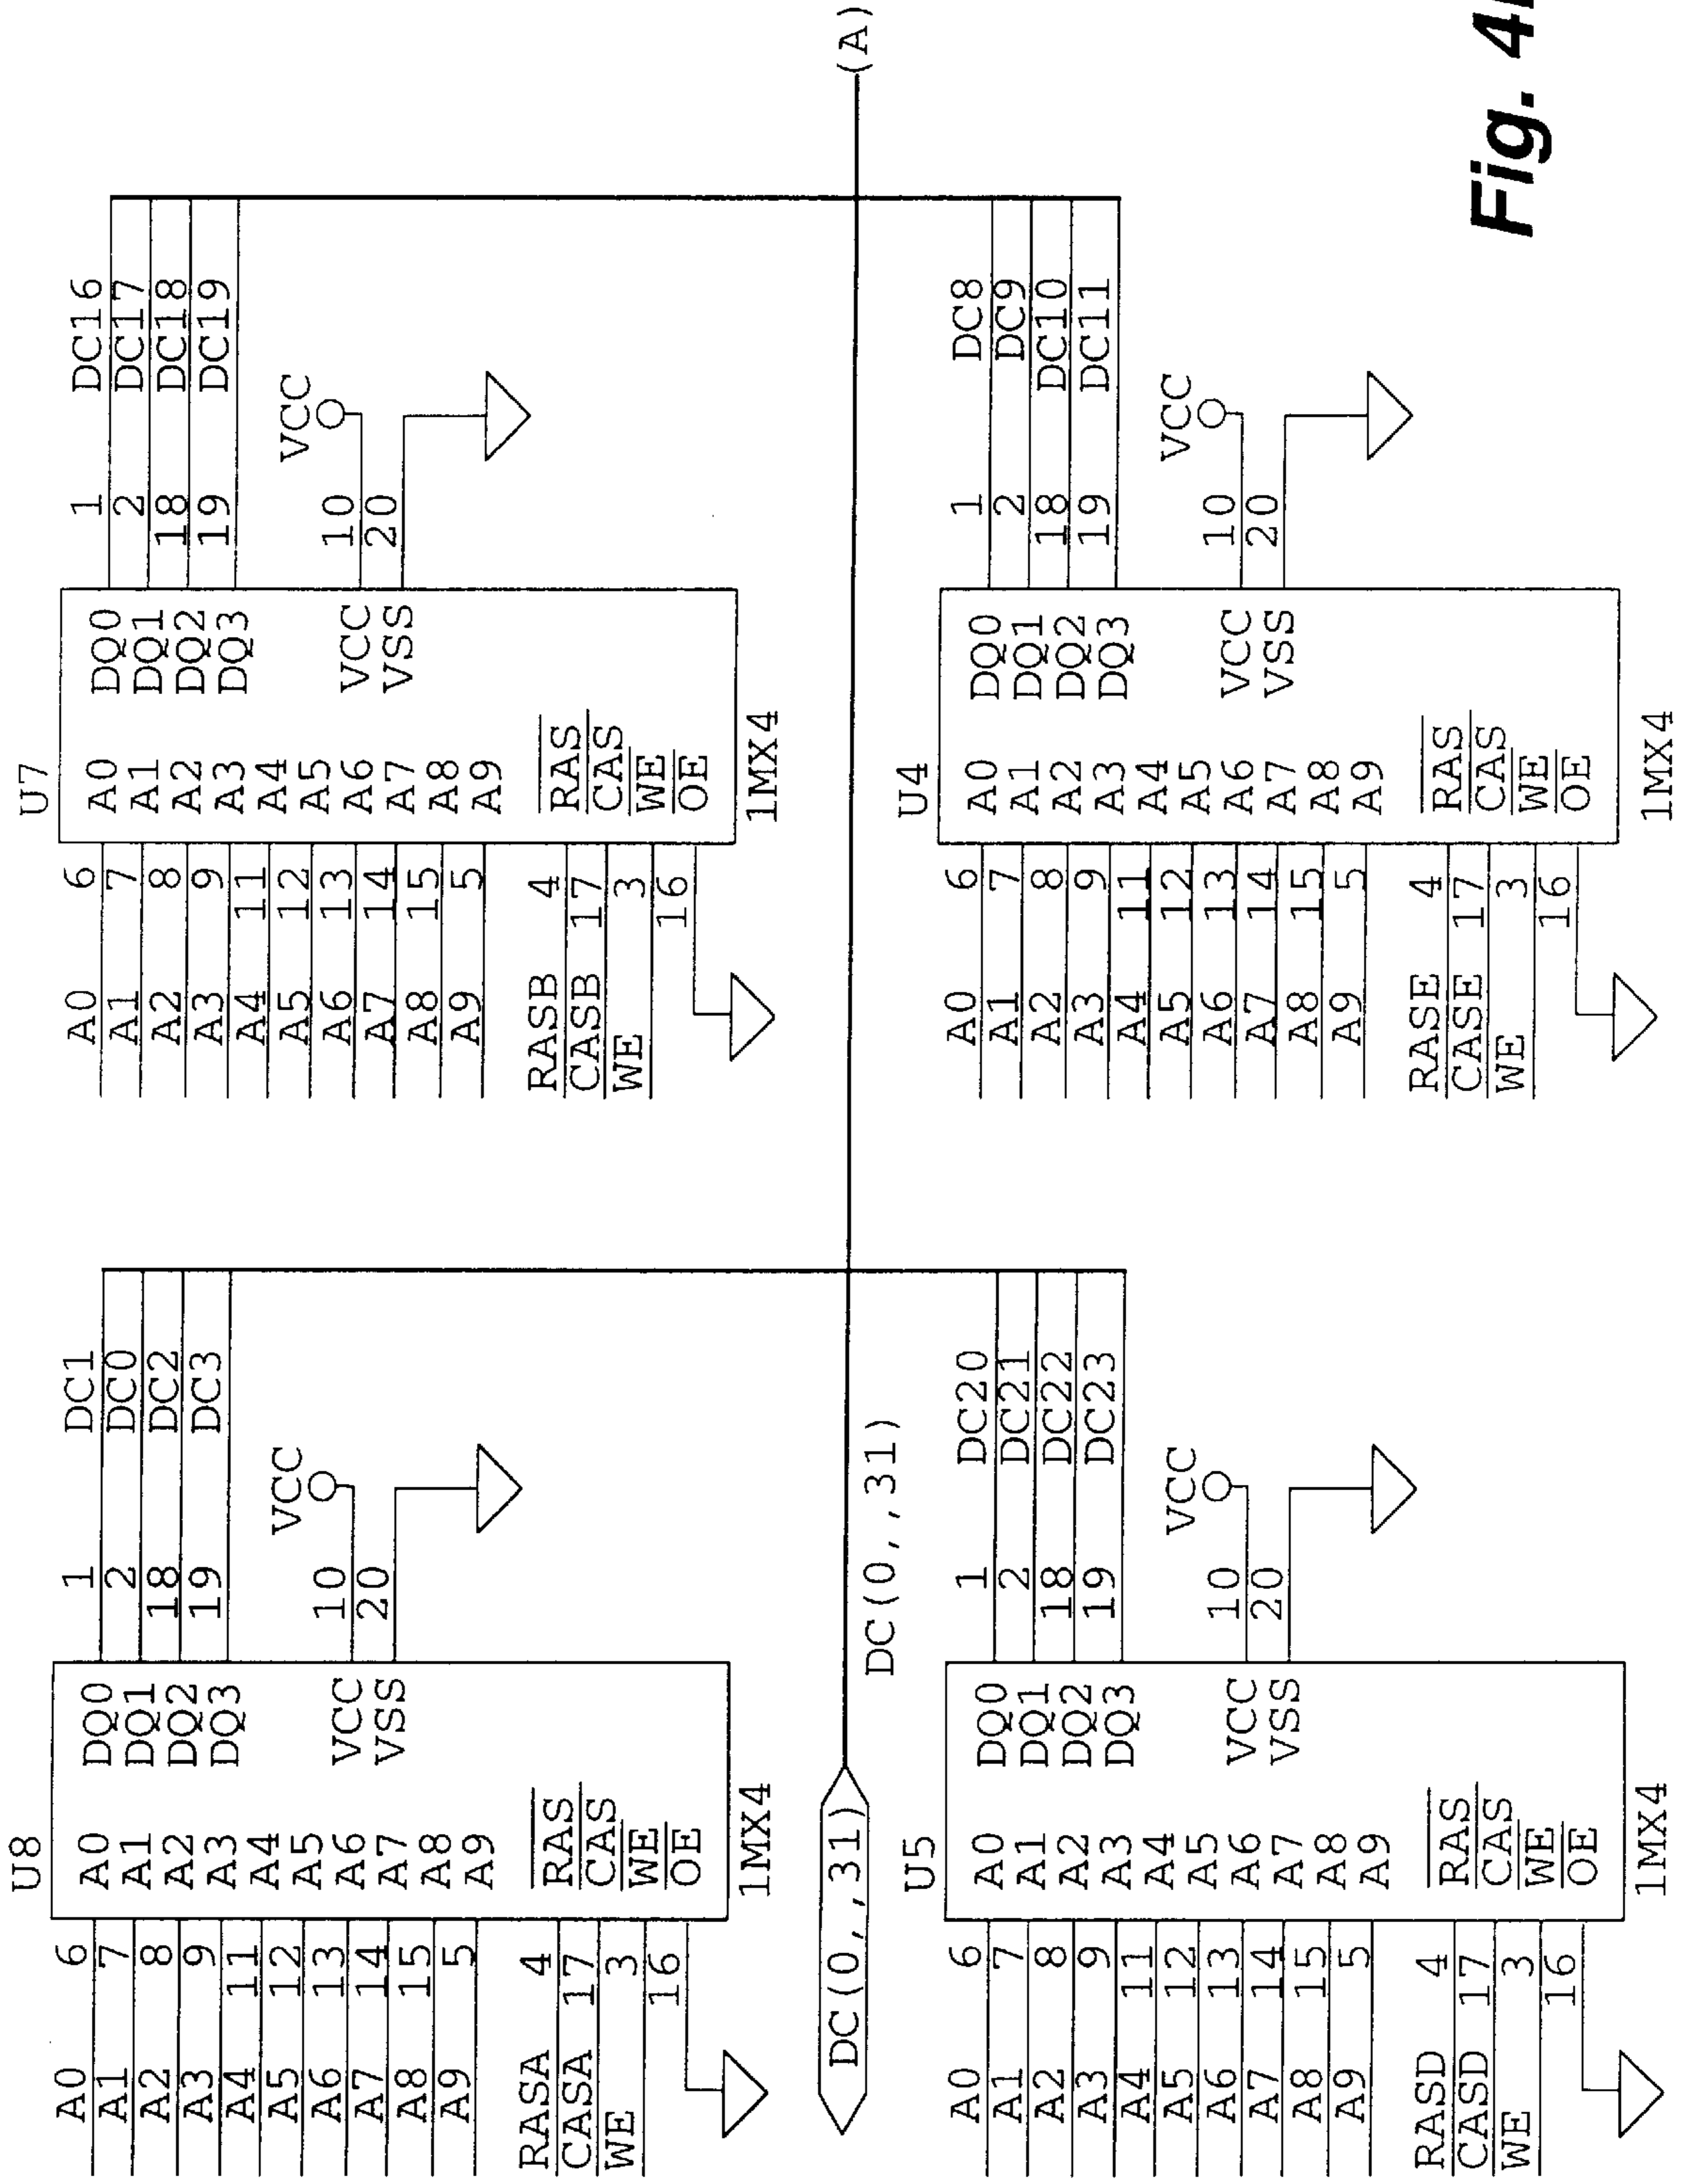 U8
A0 6 A0 DQ0 1 DC1
A1 7 A1 DQ1 2 DC0
A2 8 A2 DQ2 18 DC2
A3 9 A3 DQ3 19 DC3
A4 11 A4
A5 12 A5 VCC
A6 13 A6 VCC 10
A7 14 A7 VSS 20
A8 15 A8
A9 5 A9
RASA 4 RAS
CASA 17 CAS
WE 3 WE
16 OE
1MX4
U7
A0 6 A0 DQ0 1 DC16
A1 7 A1 DQ1 2 DC17
A2 8 A2 DQ2 18 DC18
A3 9 A3 DQ3 19 DC19
A4 11 A4
A5 12 A5 VCC
A6 13 A6 VCC 10
A7 14 A7 VSS 20
A8 15 A8
A9 5 A9
RASB 4 RAS
CASB 17 CAS
WE 3 WE
16 OE
1MX4
DC(0,,31)
DC(0,,31)
(A)
U5
A0 6 A0 DQ0 1 DC20
A1 7 A1 DQ1 2 DC21
A2 8 A2 DQ2 18 DC22
A3 9 A3 DQ3 19 DC23
A4 11 A4
A5 12 A5 VCC
A6 13 A6 VCC 10
A7 14 A7 VSS 20
A8 15 A8
A9 5 A9
RASD 4 RAS
CASD 17 CAS
WE 3 WE
16 OE
1MX4
U4
A0 6 A0 DQ0 1 DC8
A1 7 A1 DQ1 2 DC9
A2 8 A2 DQ2 18 DC10
A3 9 A3 DQ3 19 DC11
A4 11 A4
A5 12 A5 VCC
A6 13 A6 VCC 10
A7 14 A7 VSS 20
A8 15 A8
A9 5 A9
RASE 4 RAS
CASE 17 CAS
WE 3 WE
16 OE
1MX4
Fig.